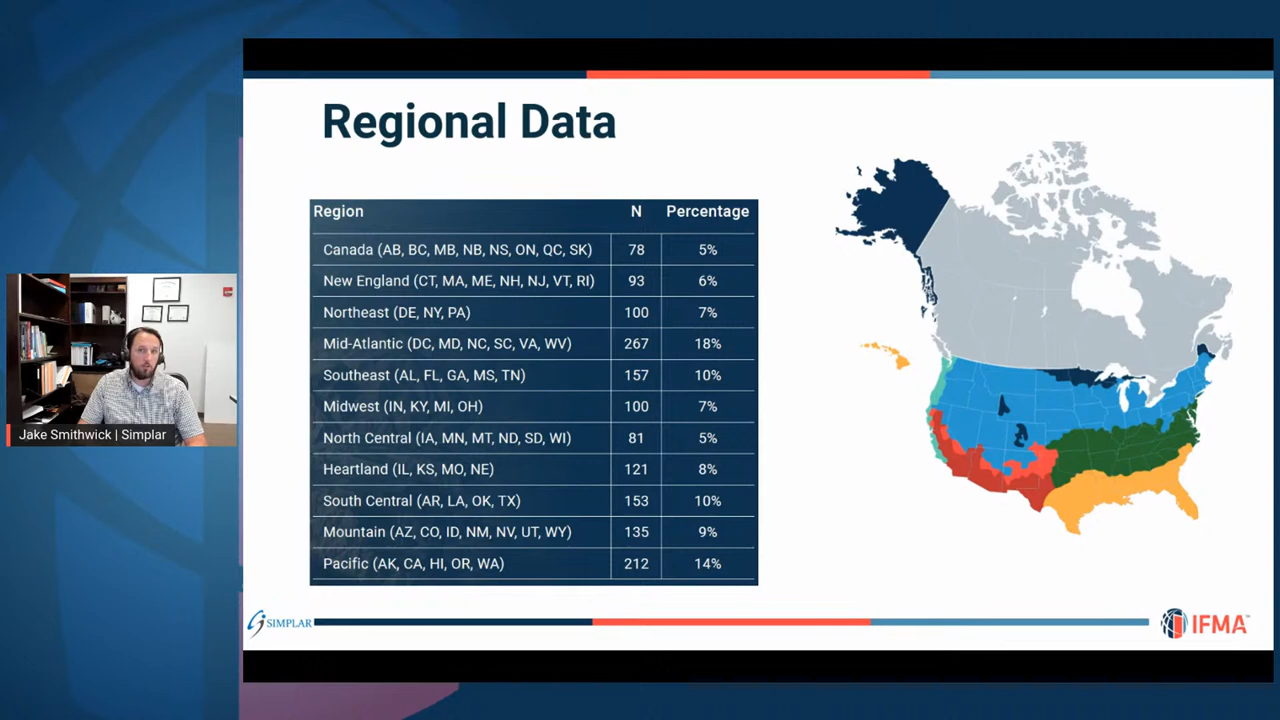 Regional Data
Region N Percentage
Canada (AB, BC, MB, NB, NS, ON, QC, SK) 78 5%
New England (CT, MA, ME, NH, NJ, VT, RI) 93 6%
Northeast (DE, NY, PA) 100 7%
Mid-Atlantic (DC, MD, NC, SC, VA, WV) 267 18%
Southeast (AL, FL, GA, MS, TN) 157 10%
Midwest (IN, KY, MI, OH) 100 7%
North Central (IA, MN, MT, ND, SD, WI) 81 5%
Heartland (IL, KS, MO, NE) 121 8%
South Central (AR, LA, OK, TX) 153 10%
Mountain (AZ, CO, ID, NM, NV, UT, WY) 135 9%
Pacific (AK, CA, HI, OR, WA) 212 14%
Jake Smithwick | Simplar
SIMPLAR
IFMA